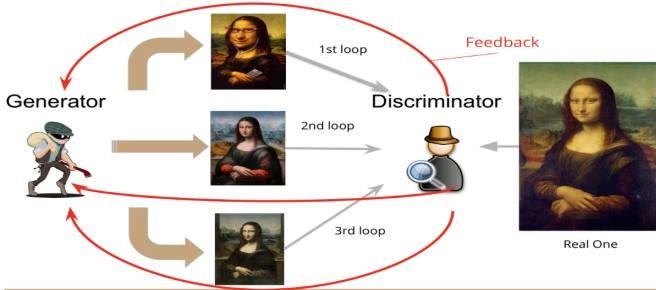 1st loop
Feedback
Generator
Discriminator
2nd loop
3rd loop
Real One